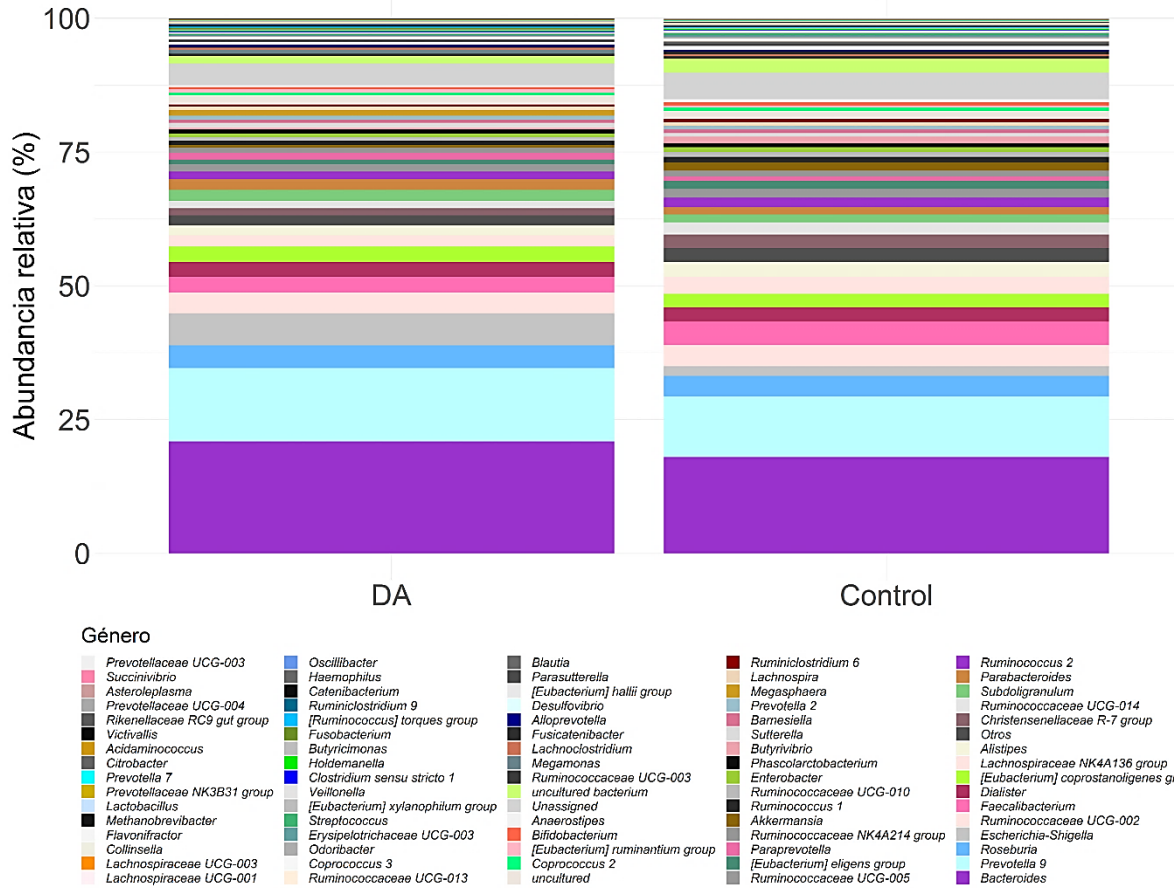 100
75
50
25
0
Abundancia relativa (%)
DA
Control
Género
Prevotellaceae UCG-003
Succinivibrio
Asteroleplasma
Prevotellaceae UCG-004
Rikenellaceae RC9 gut group
Victivallis
Acidaminococcus
Citrobacter
Prevotella 7
Prevotellaceae NK3B31 group
Lactobacillus
Methanobrevibacter
Flavonifractor
Collinsella
Lachnospiraceae UCG-003
Lachnospiraceae UCG-001
Oscillibacter
Haemophilus
Catenibacterium
Ruminiclostridium 9
[Ruminococcus] torques group
Fusobacterium
Butyricimonas
Holdemanella
Clostridium sensu stricto 1
Veillonella
[Eubacterium] xylanophilum group
Streptococcus
Erysipelotrichaceae UCG-003
Odoribacter
Coprococcus 3
Ruminococcaceae UCG-013
Blautia
Parasutterella
[Eubacterium] hallii group
Desulfovibrio
Alloprevotella
Fusicatenibacter
Lachnoclostridium
Megamonas
Ruminococcaceae UCG-003
uncultured bacterium
Unassigned
Anaerostipes
Bifidobacterium
[Eubacterium] ruminantium group
Coprococcus 2
uncultured
Ruminiclostridium 6
Lachnospira
Megasphaera
Prevotella 2
Barnesiella
Sutterella
Butyrivibrio
Phascolarctobacterium
Enterobacter
Ruminococcaceae UCG-010
Ruminococcus 1
Akkermansia
Ruminococcaceae NK4A214 group
Paraprevotella
[Eubacterium] eligens group
Ruminococcaceae UCG-005
Ruminococcus 2
Parabacteroides
Subdoligranulum
Ruminococcaceae UCG-014
Christensenellaceae R-7 group
Otros
Alistipes
Lachnospiraceae NK4A136 group
[Eubacterium] coprostanoligenes g
Dialister
Faecalibacterium
Ruminococcaceae UCG-002
Escherichia-Shigella
Roseburia
Prevotella 9
Bacteroides